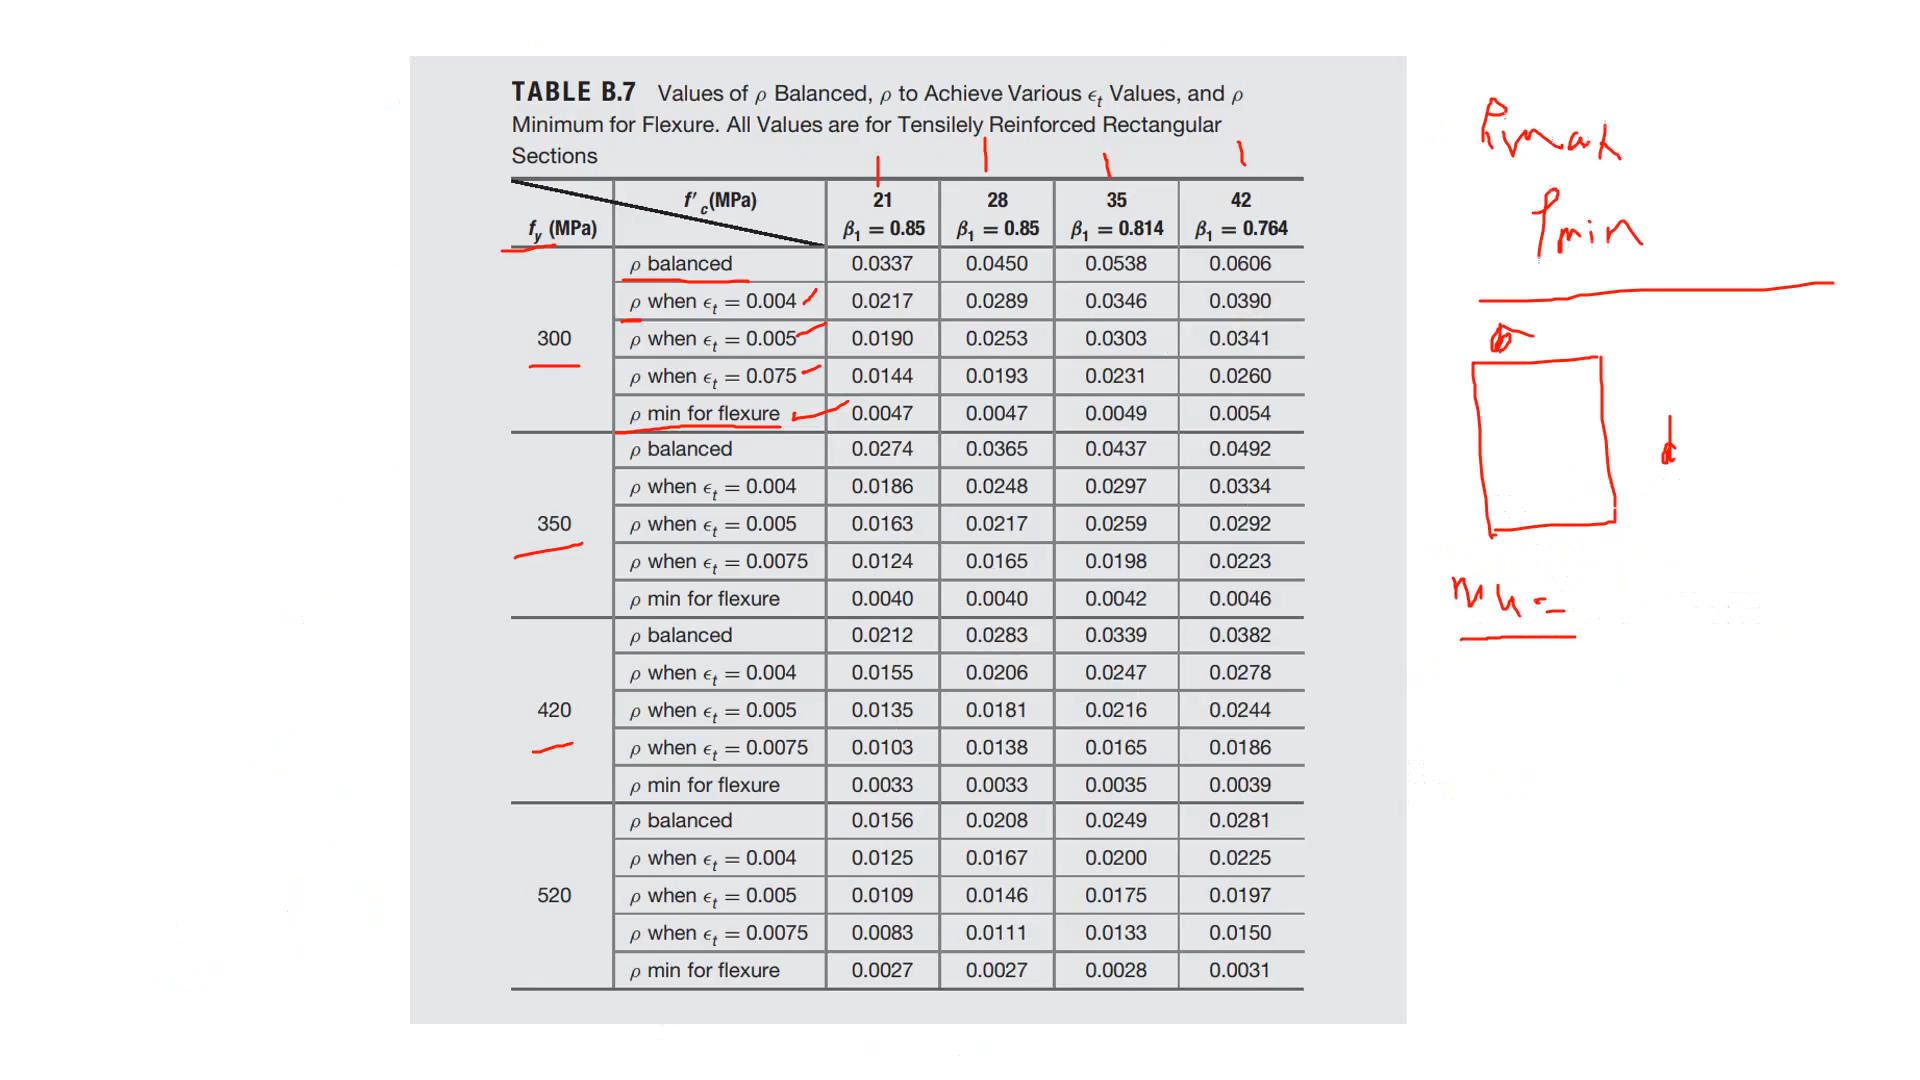 TABLE B.7 Values of ρ Balanced, ρ to Achieve Various ϵt Values, and ρ
Minimum for Flexure. All Values are for Tensilely Reinforced Rectangular
Sections
f′c(MPa) 21 28 35 42
fy (MPa) β1 = 0.85 β1 = 0.85 β1 = 0.814 β1 = 0.764
ρ balanced 0.0337 0.0450 0.0538 0.0606
ρ when ϵt = 0.004 0.0217 0.0289 0.0346 0.0390
300 ρ when ϵt = 0.005 0.0190 0.0253 0.0303 0.0341
ρ when ϵt = 0.075 0.0144 0.0193 0.0231 0.0260
ρ min for flexure 0.0047 0.0047 0.0049 0.0054
ρ balanced 0.0274 0.0365 0.0437 0.0492
ρ when ϵt = 0.004 0.0186 0.0248 0.0297 0.0334
350 ρ when ϵt = 0.005 0.0163 0.0217 0.0259 0.0292
ρ when ϵt = 0.0075 0.0124 0.0165 0.0198 0.0223
ρ min for flexure 0.0040 0.0040 0.0042 0.0046
ρ balanced 0.0212 0.0283 0.0339 0.0382
ρ when ϵt = 0.004 0.0155 0.0206 0.0247 0.0278
420 ρ when ϵt = 0.005 0.0135 0.0181 0.0216 0.0244
ρ when ϵt = 0.0075 0.0103 0.0138 0.0165 0.0186
ρ min for flexure 0.0033 0.0033 0.0035 0.0039
ρ balanced 0.0156 0.0208 0.0249 0.0281
ρ when ϵt = 0.004 0.0125 0.0167 0.0200 0.0225
520 ρ when ϵt = 0.005 0.0109 0.0146 0.0175 0.0197
ρ when ϵt = 0.0075 0.0083 0.0111 0.0133 0.0150
ρ min for flexure 0.0027 0.0027 0.0028 0.0031
ρmax
ρmin
b
d
Mu =